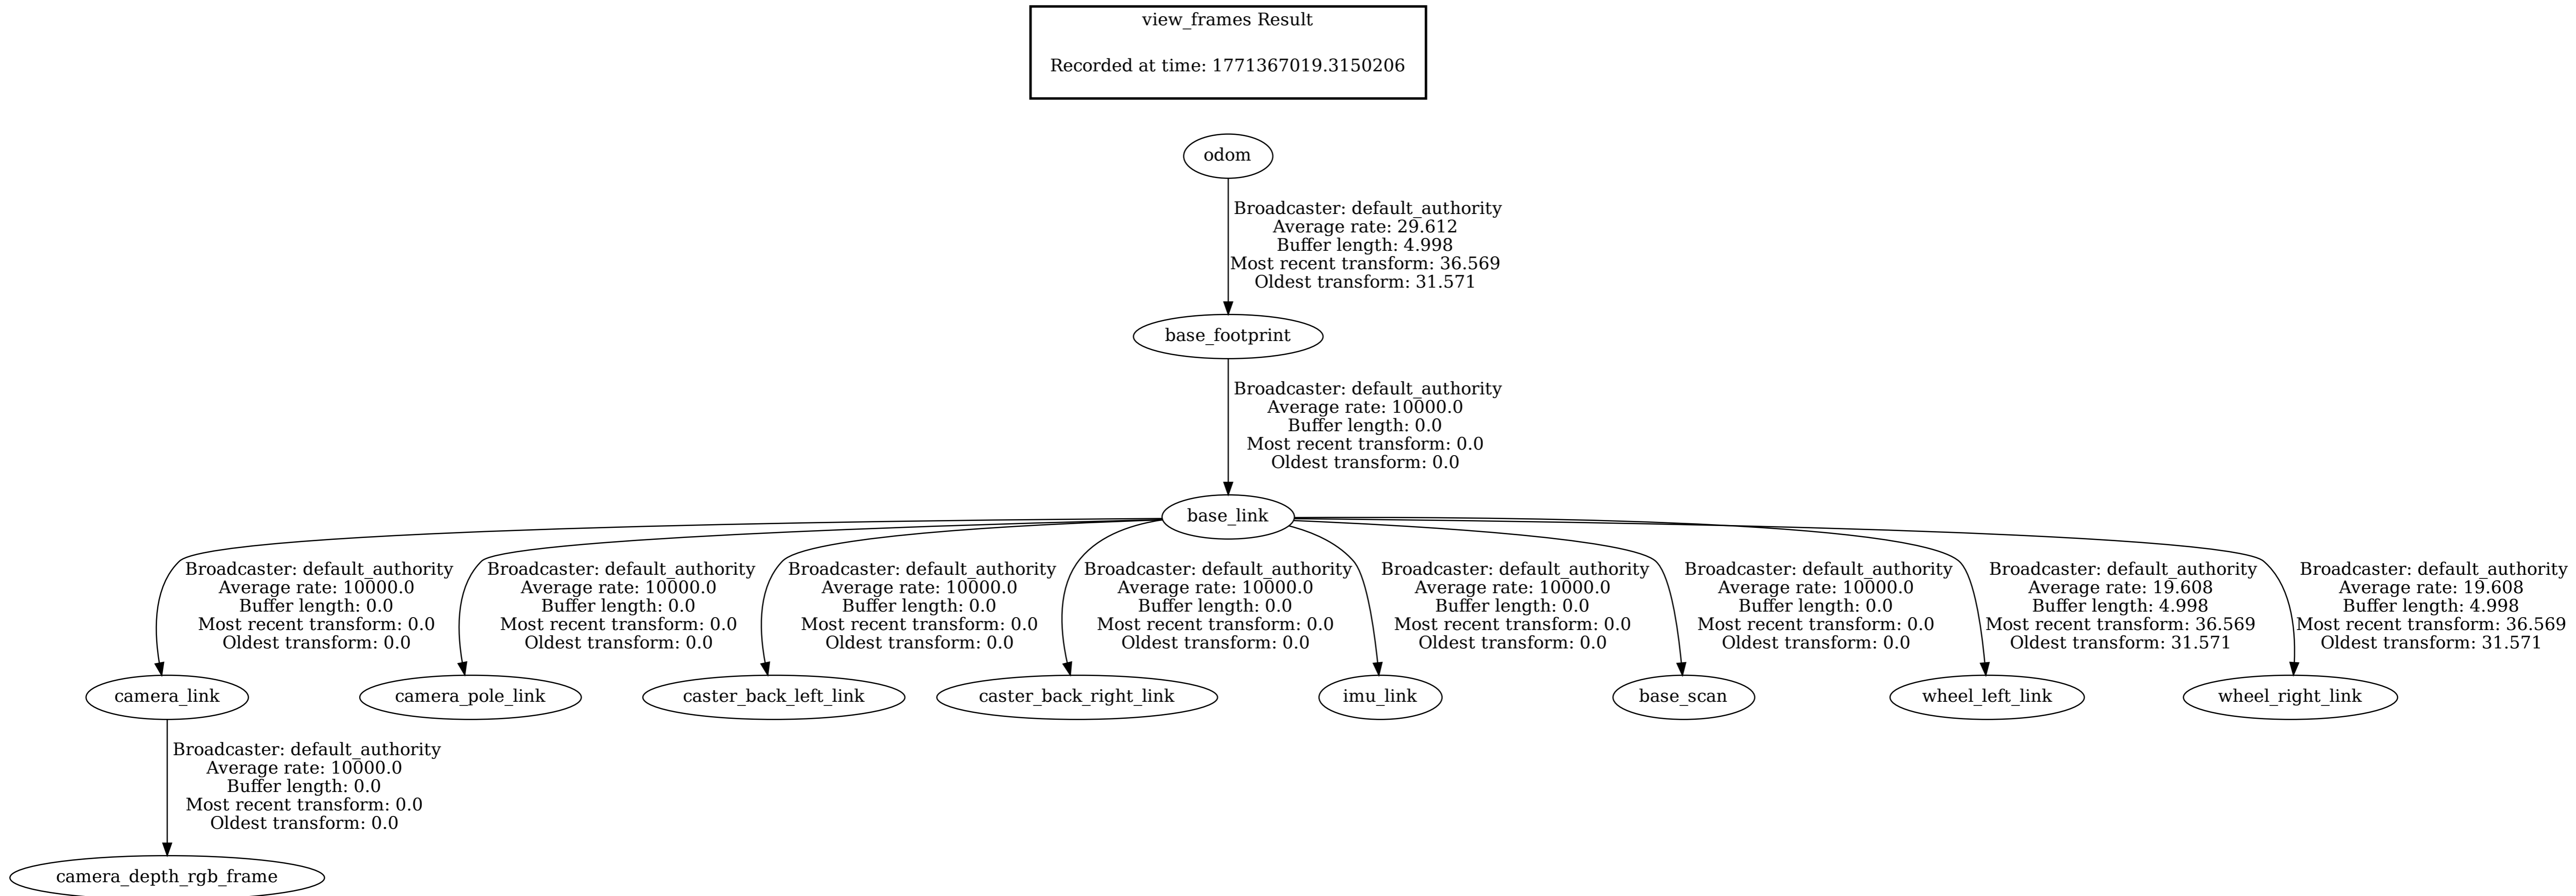 view_frames Result
Recorded at time: 1771367019.3150206
odom
Broadcaster: default_authority
Average rate: 29.612
Buffer length: 4.998
Most recent transform: 36.569
Oldest transform: 31.571
base_footprint
Broadcaster: default_authority
Average rate: 10000.0
Buffer length: 0.0
Most recent transform: 0.0
Oldest transform: 0.0
base_link
Broadcaster: default_authority
Average rate: 10000.0
Buffer length: 0.0
Most recent transform: 0.0
Oldest transform: 0.0
Broadcaster: default_authority
Average rate: 10000.0
Buffer length: 0.0
Most recent transform: 0.0
Oldest transform: 0.0
Broadcaster: default_authority
Average rate: 10000.0
Buffer length: 0.0
Most recent transform: 0.0
Oldest transform: 0.0
Broadcaster: default_authority
Average rate: 10000.0
Buffer length: 0.0
Most recent transform: 0.0
Oldest transform: 0.0
Broadcaster: default_authority
Average rate: 10000.0
Buffer length: 0.0
Most recent transform: 0.0
Oldest transform: 0.0
Broadcaster: default_authority
Average rate: 10000.0
Buffer length: 0.0
Most recent transform: 0.0
Oldest transform: 0.0
Broadcaster: default_authority
Average rate: 19.608
Buffer length: 4.998
Most recent transform: 36.569
Oldest transform: 31.571
Broadcaster: default_authority
Average rate: 19.608
Buffer length: 4.998
Most recent transform: 36.569
Oldest transform: 31.571
camera_link
camera_pole_link
caster_back_left_link
caster_back_right_link
imu_link
base_scan
wheel_left_link
wheel_right_link
Broadcaster: default_authority
Average rate: 10000.0
Buffer length: 0.0
Most recent transform: 0.0
Oldest transform: 0.0
camera_depth_rgb_frame